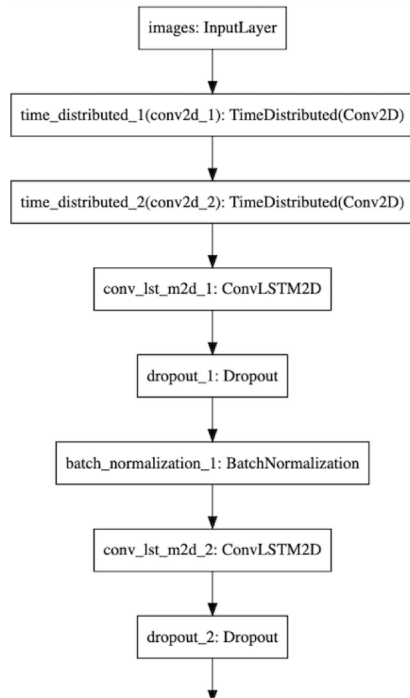 images: InputLayer
time_distributed_1(conv2d_1): TimeDistributed(Conv2D)
time_distributed_2(conv2d_2): TimeDistributed(Conv2D)
conv_lst_m2d_1: ConvLSTM2D
dropout_1: Dropout
batch_normalization_1: BatchNormalization
conv_lst_m2d_2: ConvLSTM2D
dropout_2: Dropout